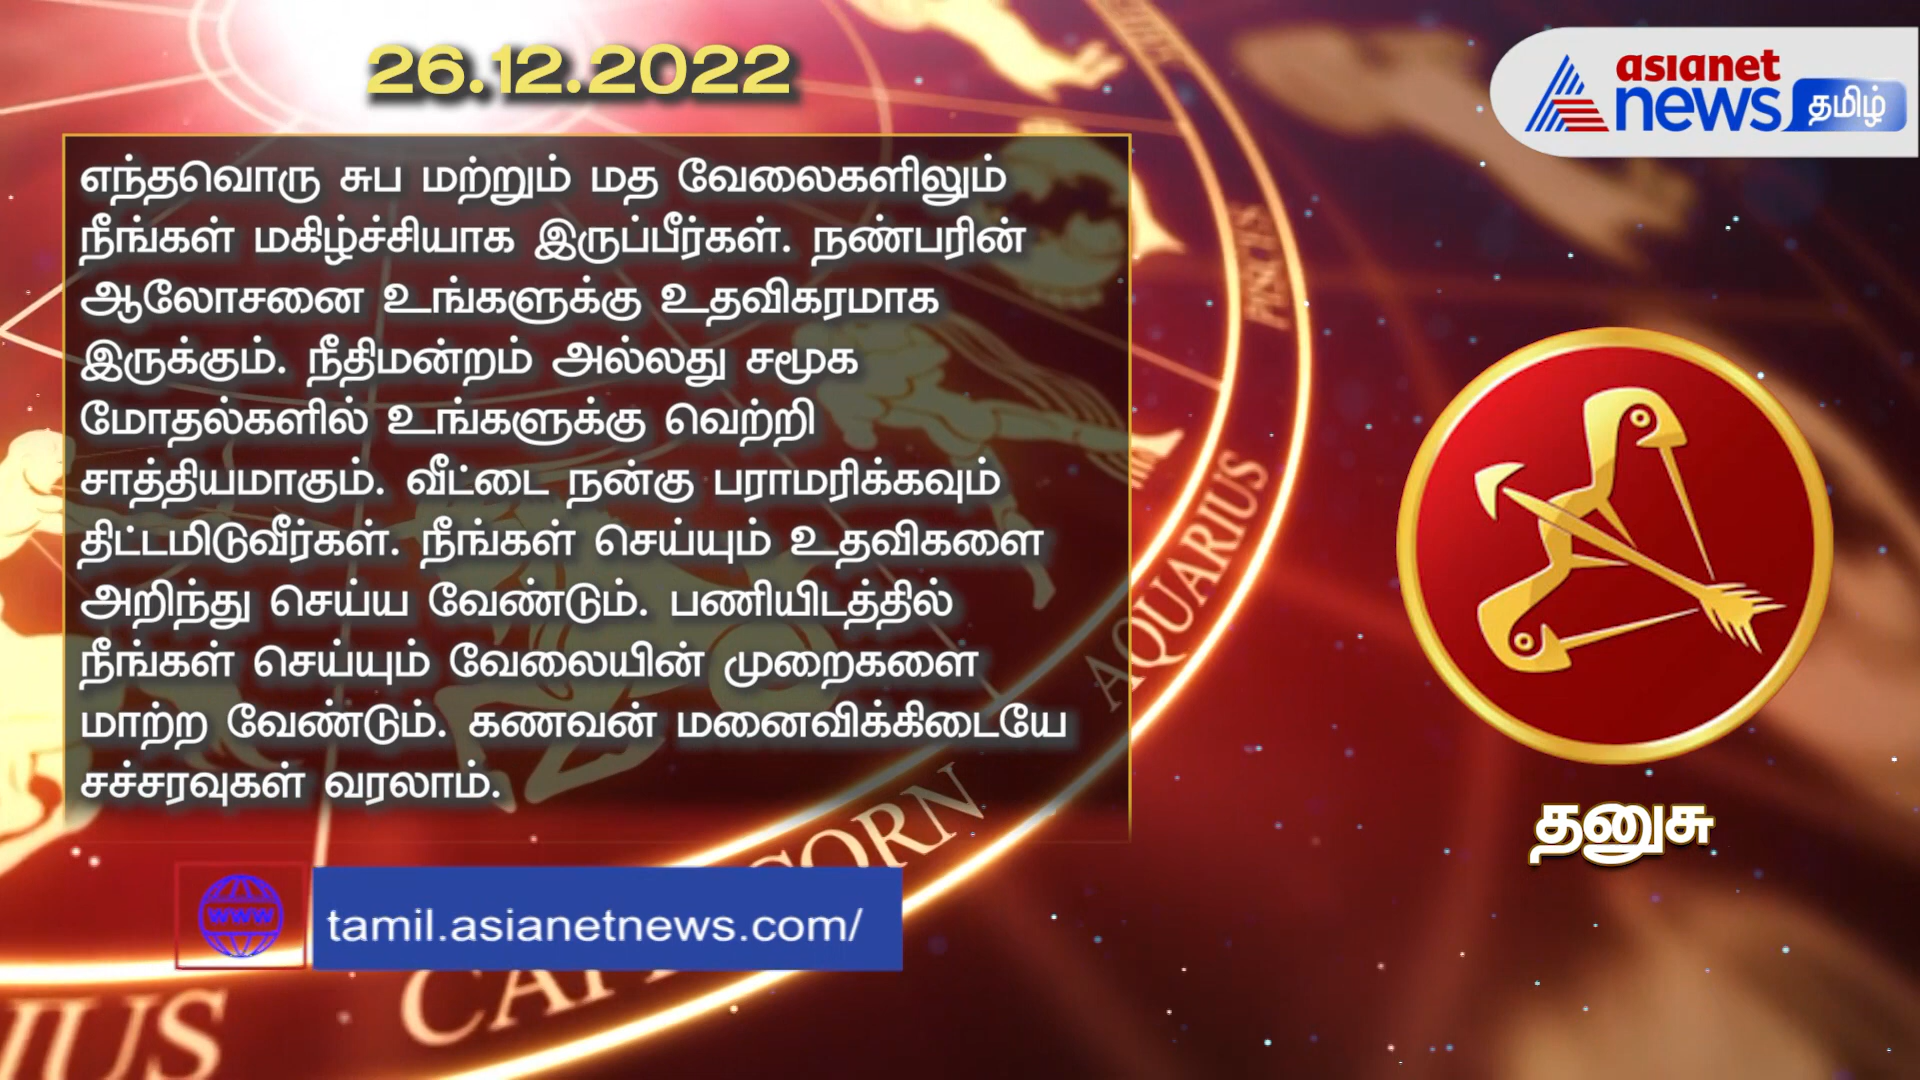 26.12.2022
asianet
news தமிழ்
எந்தவொரு சுப மற்றும் மத வேலைகளிலும்
நீங்கள் மகிழ்ச்சியாக இருப்பீர்கள். நண்பரின்
ஆலோசனை உங்களுக்கு உதவிகரமாக
இருக்கும். நீதிமன்றம் அல்லது சமூக
மோதல்களில் உங்களுக்கு வெற்றி
சாத்தியமாகும். வீட்டை நன்கு பராமரிக்கவும்
திட்டமிடுவீர்கள். நீங்கள் செய்யும் உதவிகளை
அறிந்து செய்ய வேண்டும். பணியிடத்தில்
நீங்கள் செய்யும் வேலையின் முறைகளை
மாற்ற வேண்டும். கணவன் மனைவிக்கிடையே
சச்சரவுகள் வரலாம்.
PISCES
AQUARIUS
தனுசு
www
tamil.asianetnews.com/